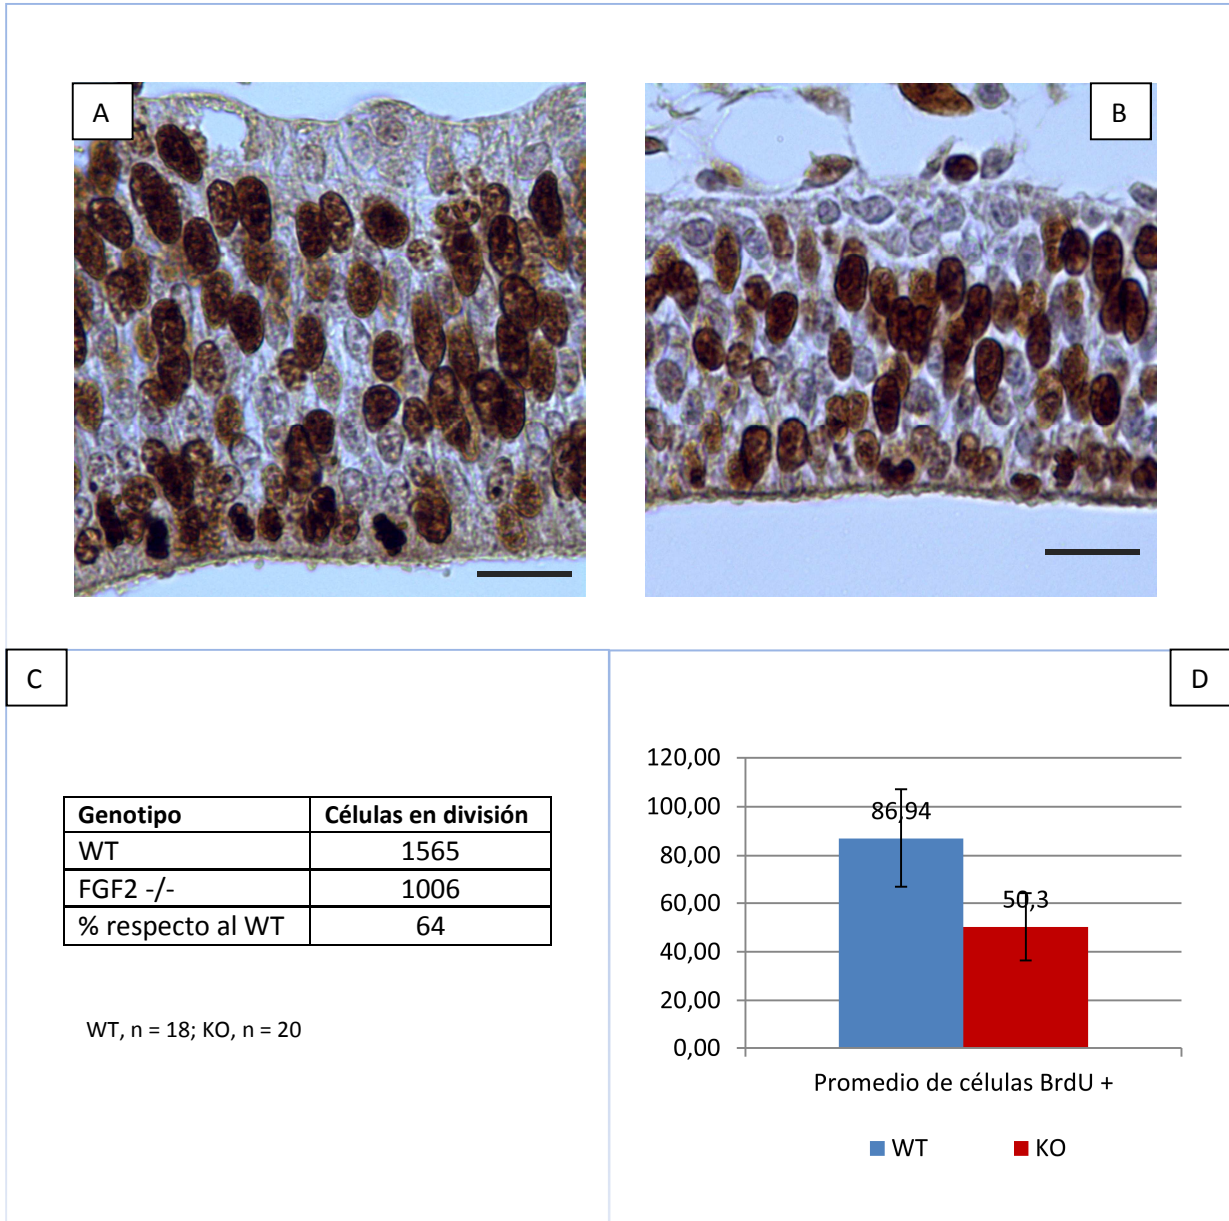 A
B
C
D
Genotipo Células en división
WT 1565
FGF2 -/- 1006
% respecto al WT 64
WT, n = 18; KO, n = 20
120,00
100,00
80,00
60,00
40,00
20,00
0,00
86,94
50,3
Promedio de células BrdU +
WT KO